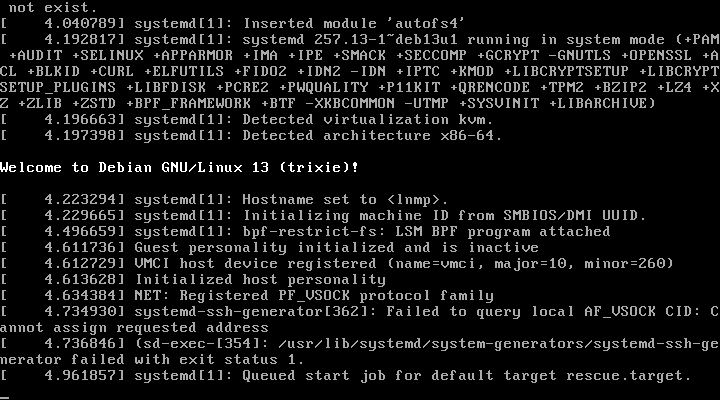 not exist.
[    4.040789] systemd[1]: Inserted module 'autofs4'
[    4.192817] systemd[1]: systemd 257.13-1~deb13u1 running in system mode (+PAM
 +AUDIT +SELINUX +APPARMOR +IMA +IPE +SMACK +SECCOMP +GCRYPT -GNUTLS +OPENSSL +A
CL +BLKID +CURL +ELFUTILS +FIDO2 +IDN2 -IDN +IPTC +KMOD +LIBCRYPTSETUP +LIBCRYPT
SETUP_PLUGINS +LIBFDISK +PCRE2 +PWQUALITY +P11KIT +QRENCODE +TPM2 +BZIP2 +LZ4 +X
Z +ZLIB +ZSTD +BPF_FRAMEWORK +BTF -XKBCOMMON -UTMP +SYSVINIT +LIBARCHIVE)
[    4.196663] systemd[1]: Detected virtualization kvm.
[    4.197398] systemd[1]: Detected architecture x86-64.
Welcome to Debian GNU/Linux 13 (trixie)!
[    4.223294] systemd[1]: Hostname set to <lnmp>.
[    4.229665] systemd[1]: Initializing machine ID from SMBIOS/DMI UUID.
[    4.496659] systemd[1]: bpf-restrict-fs: LSM BPF program attached
[    4.611736] Guest personality initialized and is inactive
[    4.612729] VMCI host device registered (name=vmci, major=10, minor=260)
[    4.613628] Initialized host personality
[    4.634384] NET: Registered PF_VSOCK protocol family
[    4.734930] systemd-ssh-generator[362]: Failed to query local AF_VSOCK CID: C
annot assign requested address
[    4.736846] (sd-exec-[354]: /usr/lib/systemd/system-generators/systemd-ssh-ge
nerator failed with exit status 1.
[    4.961857] systemd[1]: Queued start job for default target rescue.target.